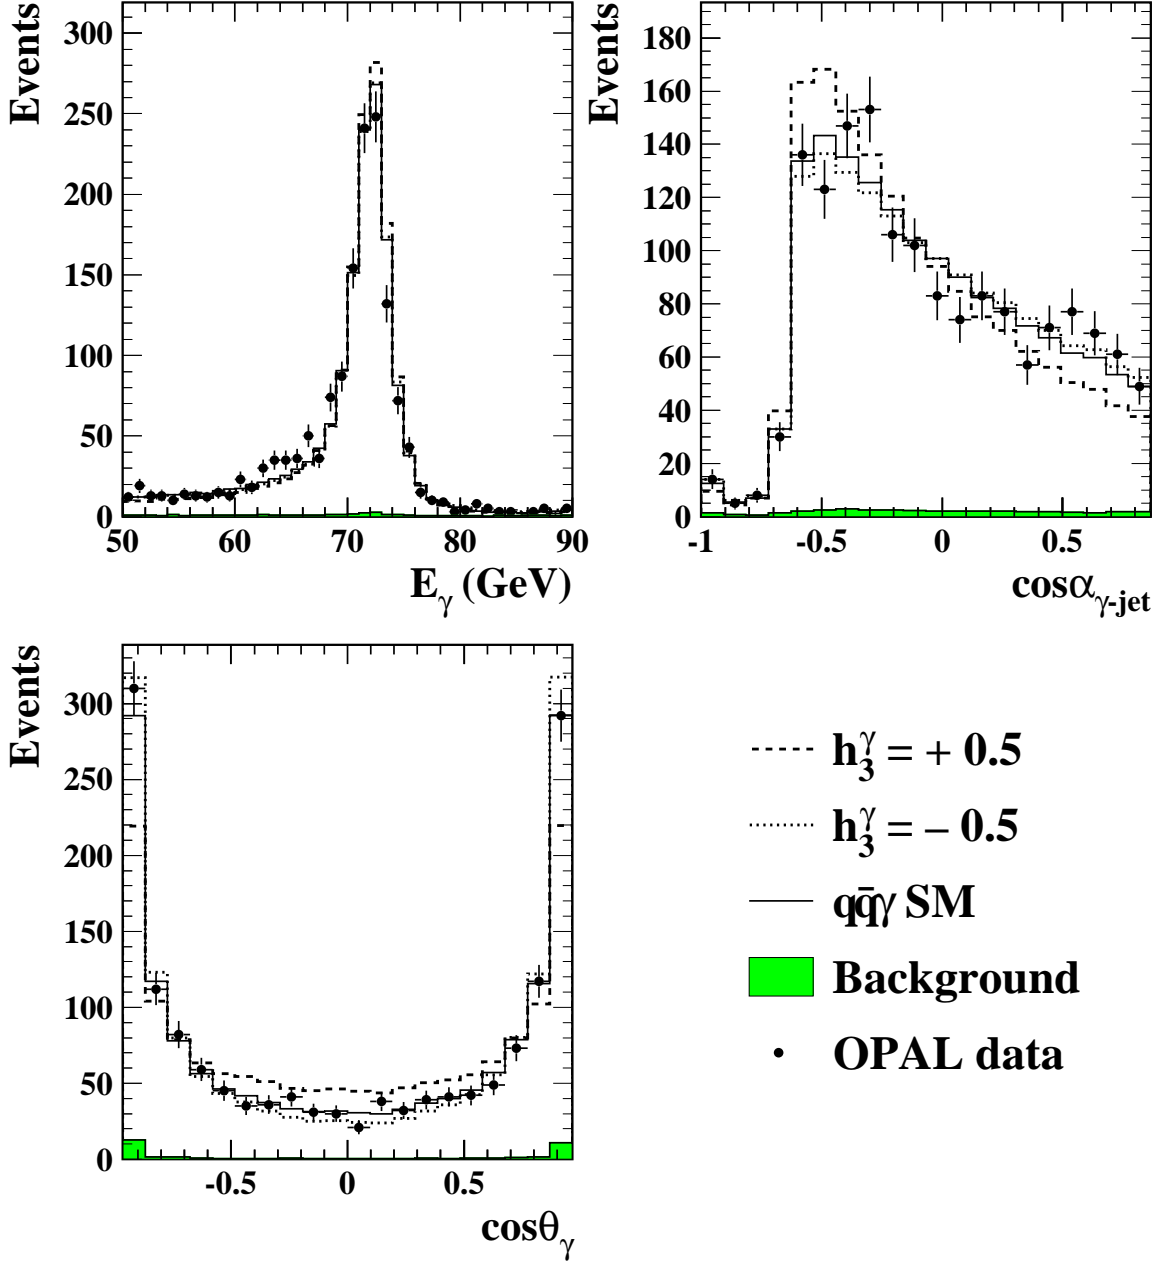 Events
300
250
200
150
100
50
0
50 60 70 80 90
E_γ (GeV)
Events
180
160
140
120
100
80
60
40
20
0
-1 -0.5 0 0.5
cosα_γ-jet
Events
300
250
200
150
100
50
0
-0.5 0 0.5
cosθ_γ
h₃^γ = + 0.5
h₃^γ = – 0.5
qq̄γ SM
Background
OPAL data